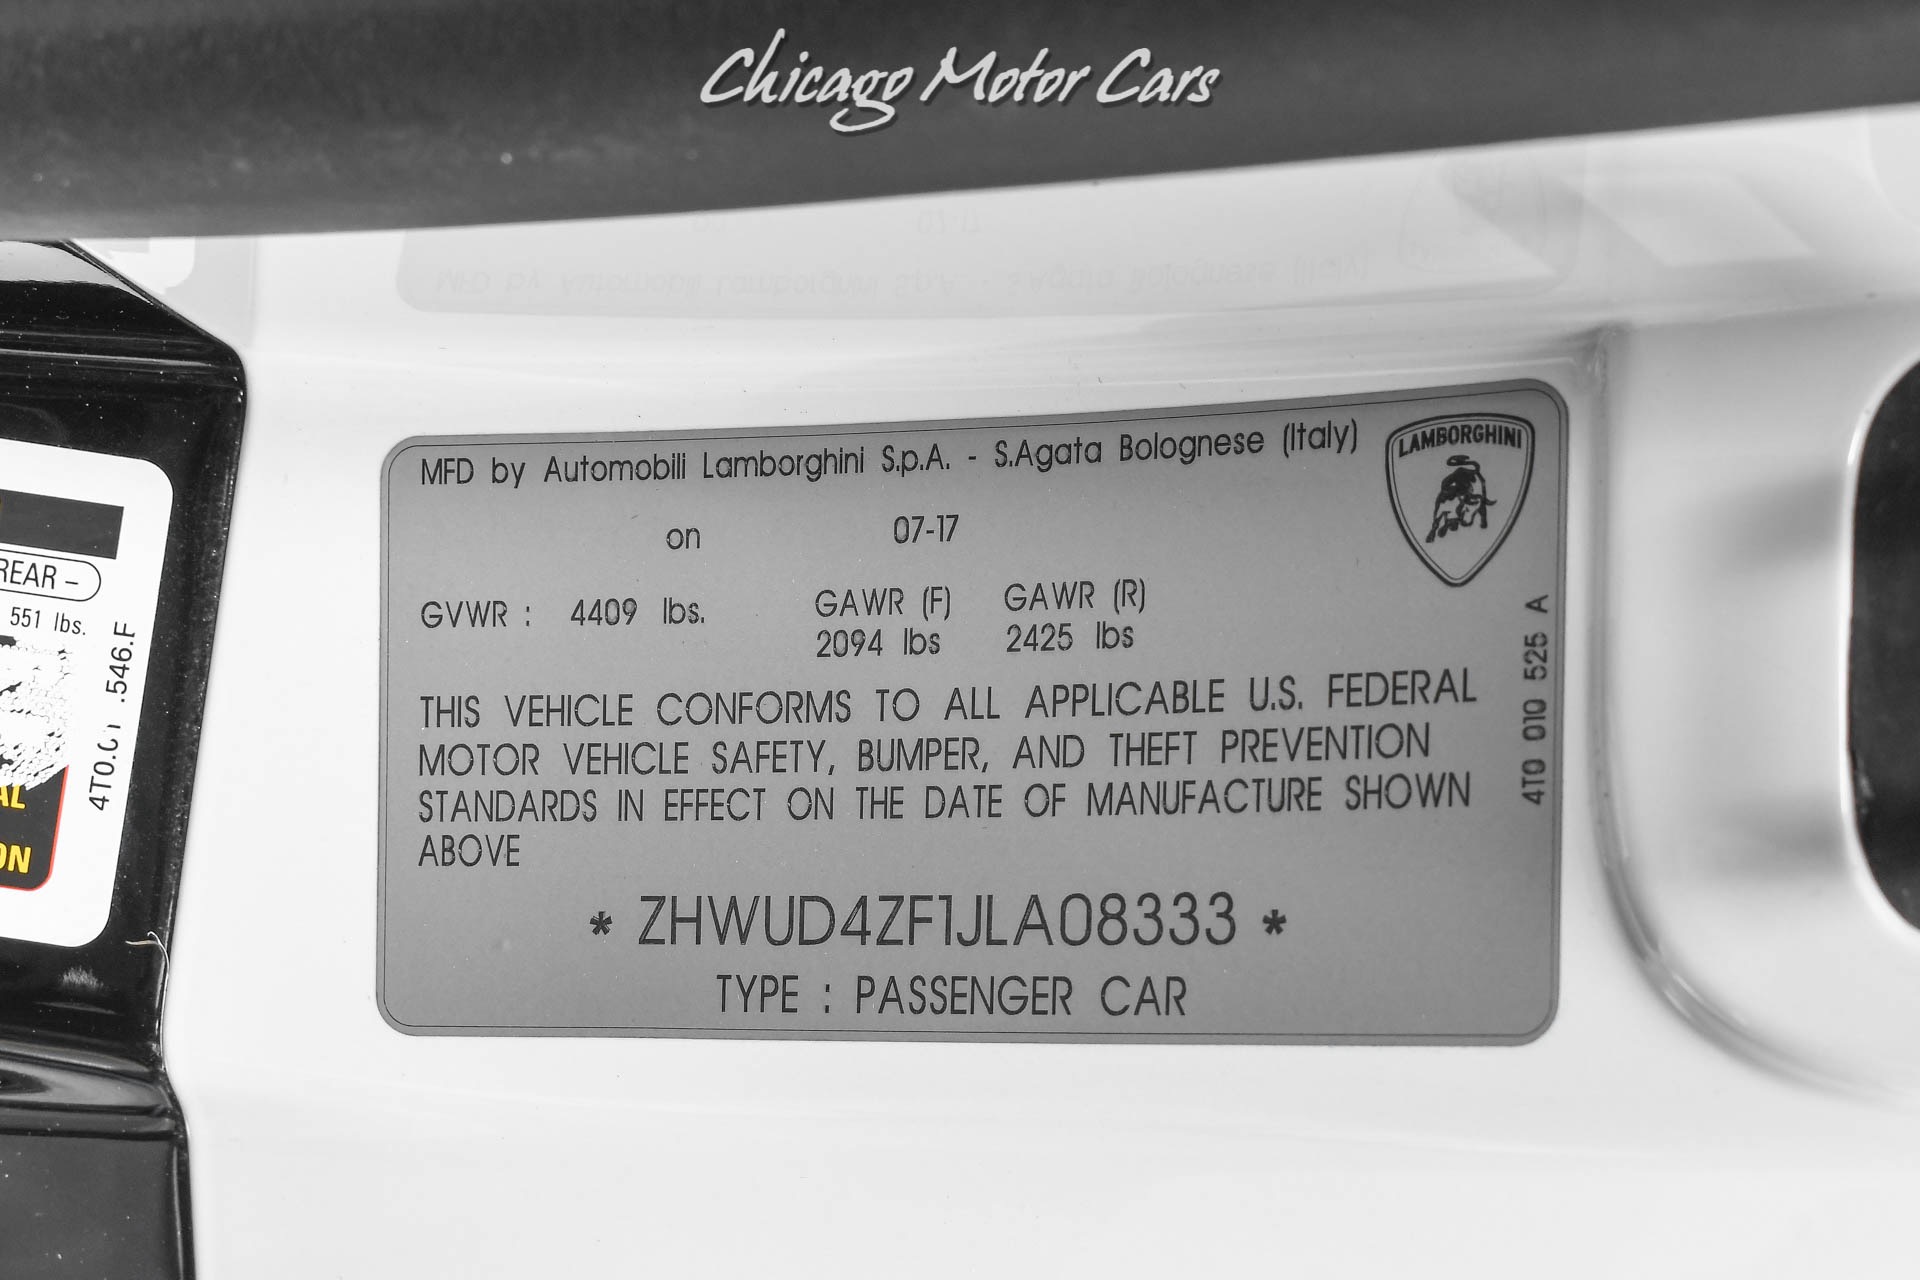 Chicago Motor Cars
MFD by Automobili Lamborghini S.p.A. - S.Agata Bolognese (Italy)
LAMBORGHINI
on 07-17
GVWR : 4409 lbs. GAWR (F) GAWR (R)
2094 lbs 2425 lbs
THIS VEHICLE CONFORMS TO ALL APPLICABLE U.S. FEDERAL
MOTOR VEHICLE SAFETY, BUMPER, AND THEFT PREVENTION
STANDARDS IN EFFECT ON THE DATE OF MANUFACTURE SHOWN
ABOVE
* ZHWUD4ZF1JLA08333 *
TYPE : PASSENGER CAR
4T0 010 525 A
REAR -
551 lbs.